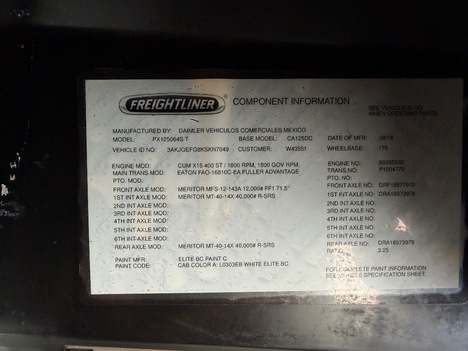 FREIGHTLINER COMPONENT INFORMATION
SEE VEHICLE ID NO.
WHEN ORDERING PARTS
MANUFACTURED BY: DAIMLER VEHICULOS COMERCIALES MEXICO
MODEL: PX125064S T BASE MODEL: CA125DC DATE OF MFR: 08/18
VEHICLE ID NO: 3AKJGEFG8KSKN7049 CUSTOMER: W43551 WHEELBASE: 178
ENGINE MOD: CUM X15 400 ST / 1800 RPM, 1800 GOV RPM, ENGINE NO:
MAIN TRANS MOD: EATON FAO-16810C-EA FULLER ADVANTAGE TRANS,NO:
PTO. MOD: PTO. NO:
FRONT AXLE MOD: MERITOR MFS-12-143A 12,000# FF1 71.5" FRONT AXLE NO:
1ST INT AXLE MOD: MERITOR MT-40-14X 40,000# R-SRS 1ST INT AXLE NO:
2ND INT AXLE MOD: 2ND INT AXLE NO:
3RD INT AXLE MOD: 3RD INT AXLE NO:
4TH INT AXLE MOD: 4TH INT AXLE NO:
5TH INT AXLE MOD: 5TH INT AXLE NO:
6TH INT AXLE MOD: 6TH INT AXLE NO:
REAR AXLE MOD: MERITOR MT-40-14X 40,000# R-SRS REAR AXLE NO: DRA18973979
RATIO: 3.25
PAINT MFR: ELITE BC PAINT C
PAINT CODE: CAB COLOR A: L0303EB WHITE ELITE BC
FOR COMPLETE PAINT INFORMATION
SEE VEHICLE SPECIFICATION SHEET.